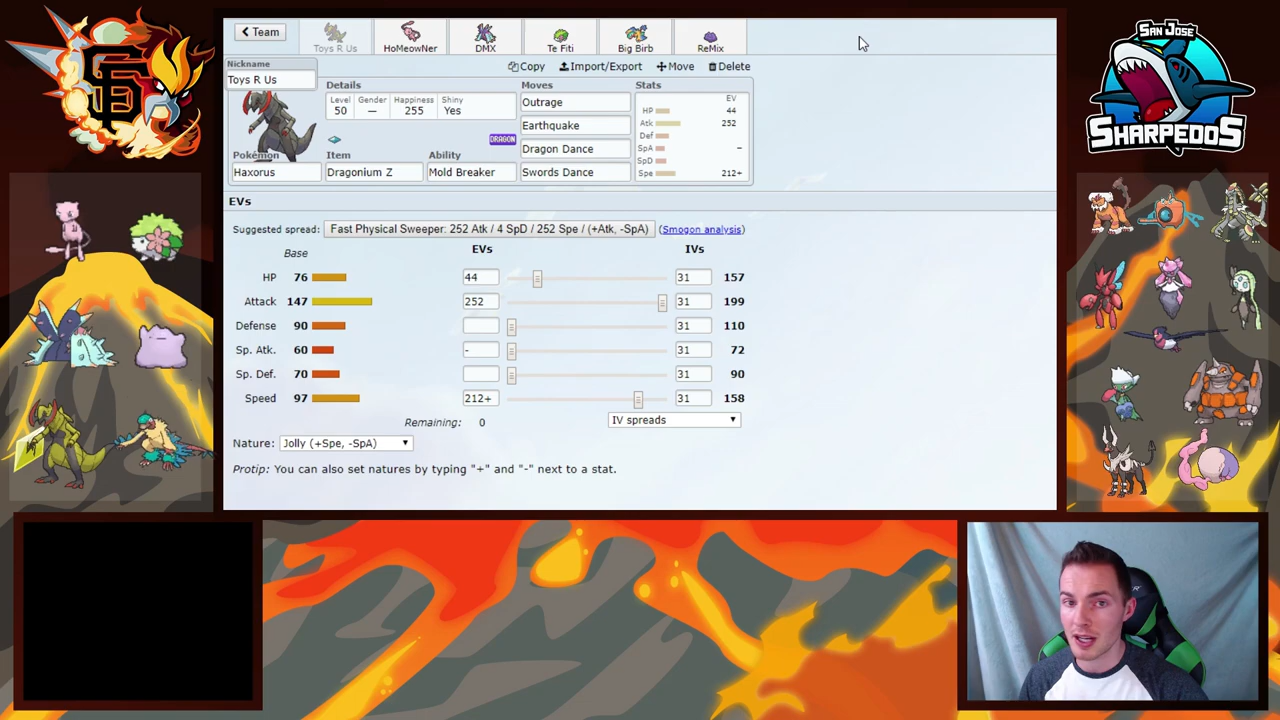 Team
Toys R Us
HoMeowNer
DMX
Te Fiti
Big Birb
ReMix
Copy
Import/Export
Move
Delete
Nickname
Toys R Us
Details
Level
50
Gender
—
Happiness
255
Shiny
Yes
DRAGON
Pokémon
Haxorus
Item
Dragonium Z
Ability
Mold Breaker
Moves
Outrage
Earthquake
Dragon Dance
Swords Dance
Stats
EV
HP 44
Atk 252
Def
SpA –
SpD
Spe 212+
EVs
Suggested spread: Fast Physical Sweeper: 252 Atk / 4 SpD / 252 Spe / (+Atk, -SpA) (Smogon analysis)
Base EVs IVs
HP 76 44 31 157
Attack 147 252 31 199
Defense 90 31 110
Sp. Atk. 60 - 31 72
Sp. Def. 70 31 90
Speed 97 212+ 31 158
Remaining: 0
IV spreads
Nature: Jolly (+Spe, -SpA)
Protip: You can also set natures by typing "+" and "-" next to a stat.
SF
SAN JOSE
SHARPEDOS